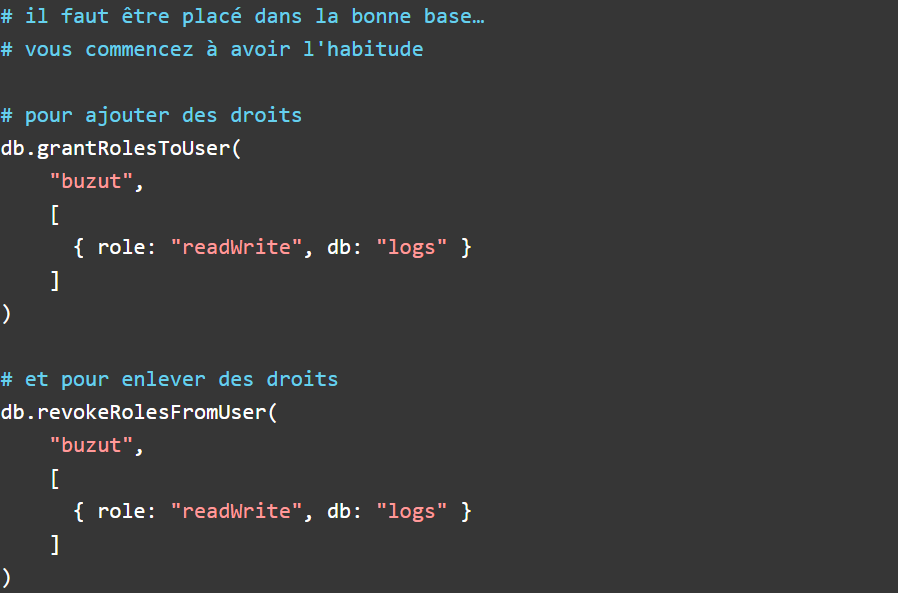 # il faut être placé dans la bonne base…
# vous commencez à avoir l'habitude
# pour ajouter des droits
db.grantRolesToUser(
    "buzut",
    [
      { role: "readWrite", db: "logs" }
    ]
)
# et pour enlever des droits
db.revokeRolesFromUser(
    "buzut",
    [
      { role: "readWrite", db: "logs" }
    ]
)